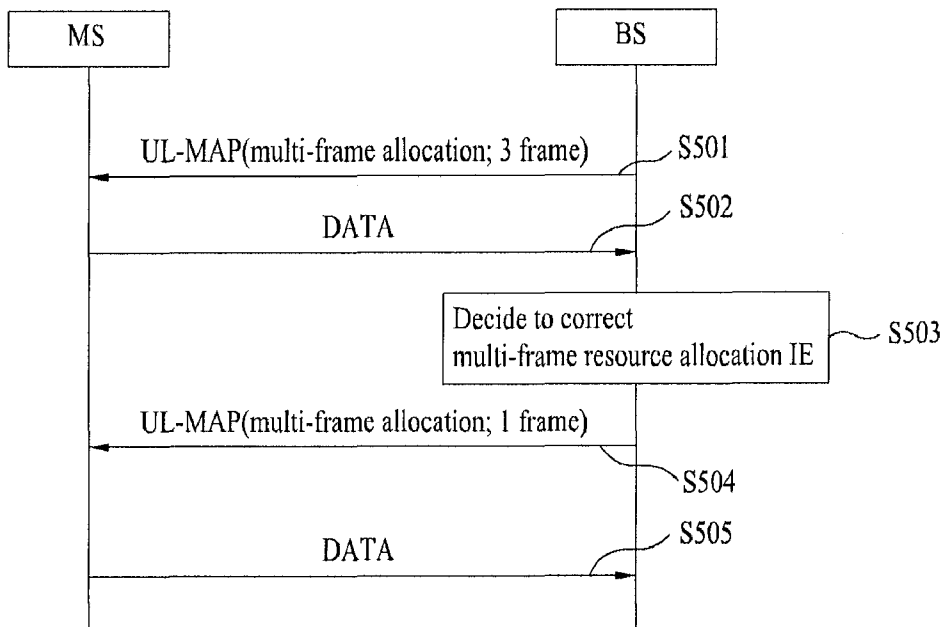 MS
BS
UL-MAP(multi-frame allocation; 3 frame)
S501
S502
DATA
Decide to correct
multi-frame resource allocation IE
S503
UL-MAP(multi-frame allocation; 1 frame)
S504
S505
DATA